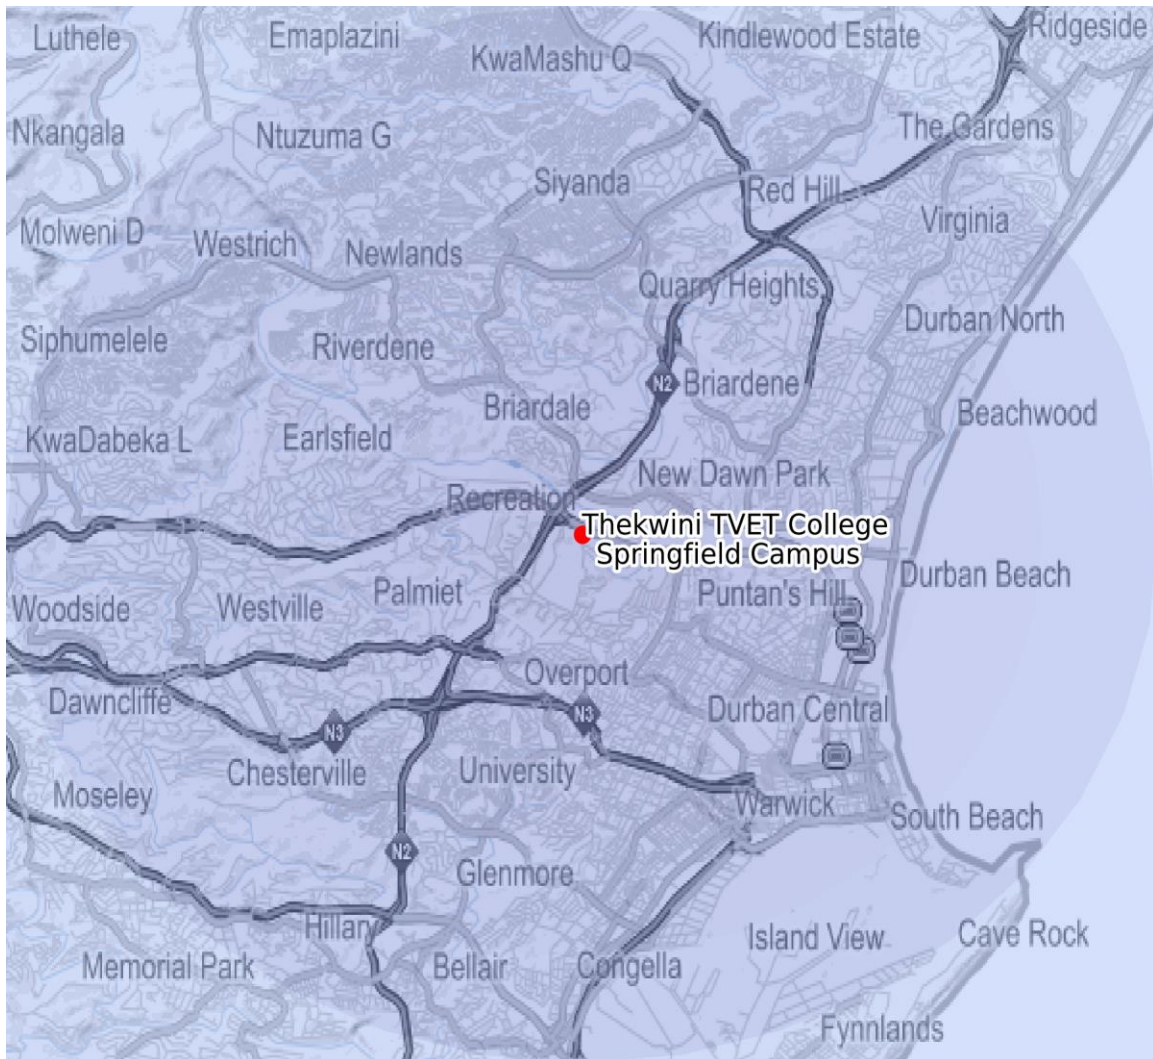 Luthele
Emaplazini
Kindlewood Estate
Ridgeside
KwaMashu Q
Nkangala
Ntuzuma G
The Gardens
Siyanda
Red Hill
Molweni D
Westrich
Virginia
Newlands
Quarry Heights
Siphumelele
Riverdene
Durban North
N2
Briardene
Briardale
Beachwood
KwaDabeka L
Earlsfield
New Dawn Park
Recreation
Thekwini TVET College
Springfield Campus
Durban Beach
Woodside
Westville
Palmiet
Puntan's Hill
Overport
Dawncliffe
Durban Central
N3
N3
Chesterville
University
Moseley
Warwick
South Beach
N2
Glenmore
Hillary
Island View
Cave Rock
Memorial Park
Bellair
Congella
Fynnlands